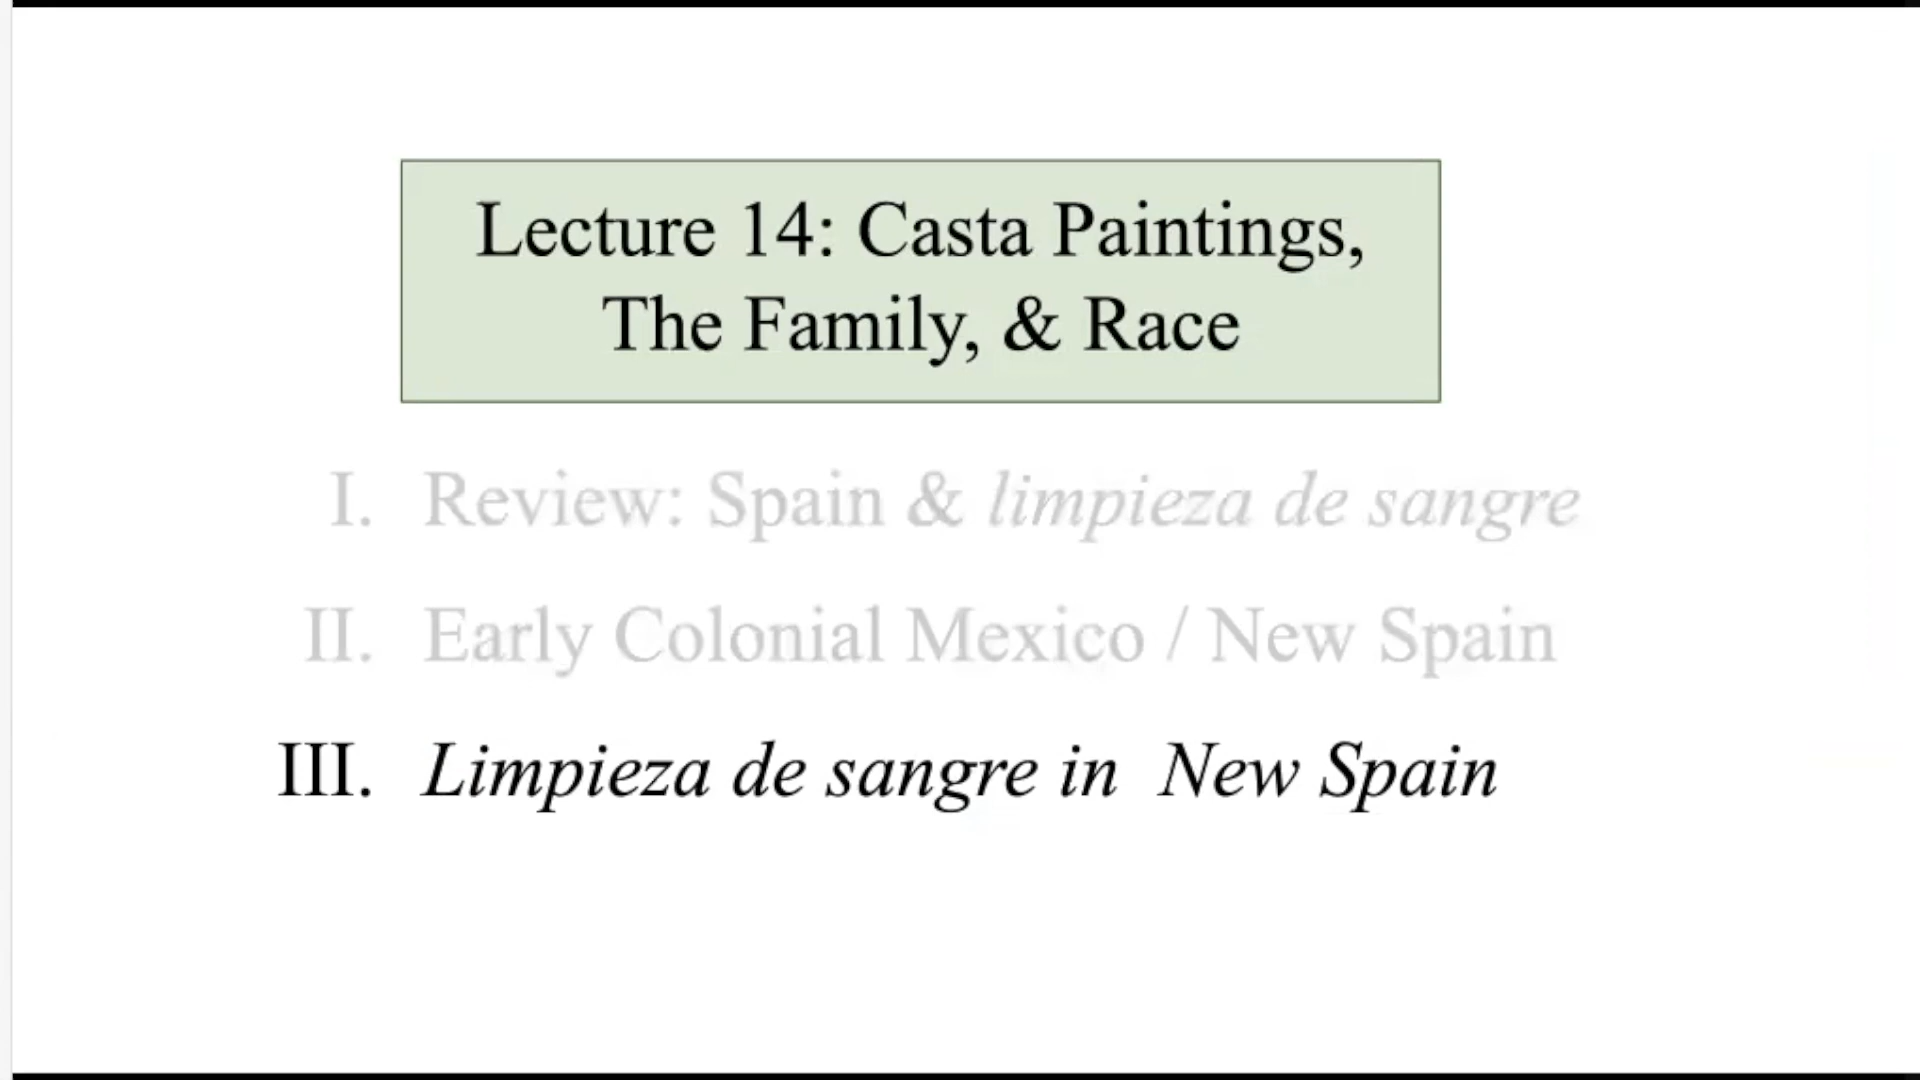 Lecture 14: Casta Paintings,
The Family, & Race
I. Review: Spain & limpieza de sangre
II. Early Colonial Mexico / New Spain
III. Limpieza de sangre in New Spain